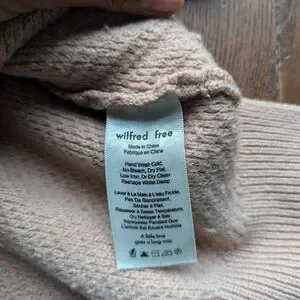 wilfred free
Made in China
Fabriqué en Chine
Hand Wash Cold,
No Bleach, Dry Flat,
Low Iron, Or Dry Clean
Reshape Whilst Damp
Laver À La Main À L'eau Froide,
Pas De Blanchiment,
Sécher À Plat,
Repasser À Basse Température,
Ou Nettoyer À Sec
Pendant Que
L'article Est Encore Humide
A little love
goes a long way